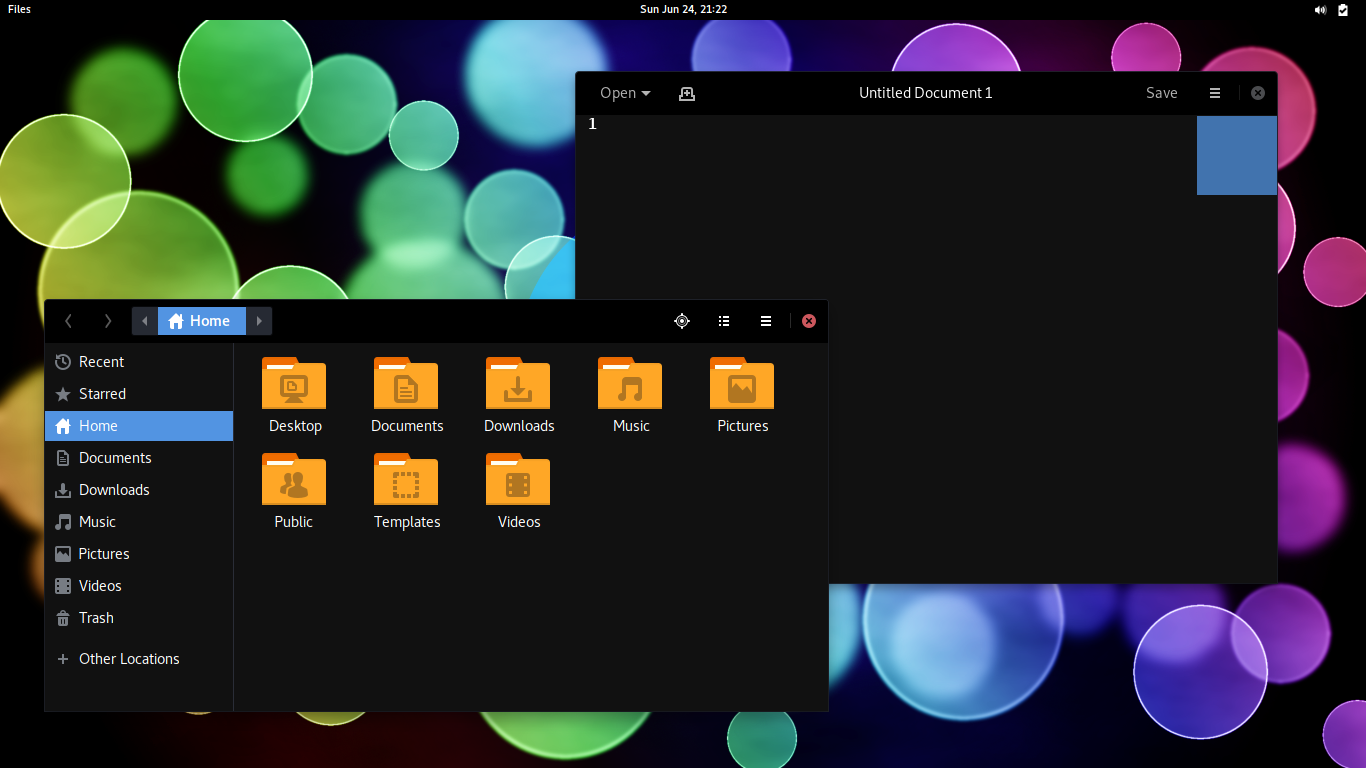 Files
Sun Jun 24, 21:22
Open
Untitled Document 1
Save
1
Home
Recent
Starred
Home
Documents
Downloads
Music
Pictures
Videos
Trash
Other Locations
Desktop
Documents
Downloads
Music
Pictures
Public
Templates
Videos